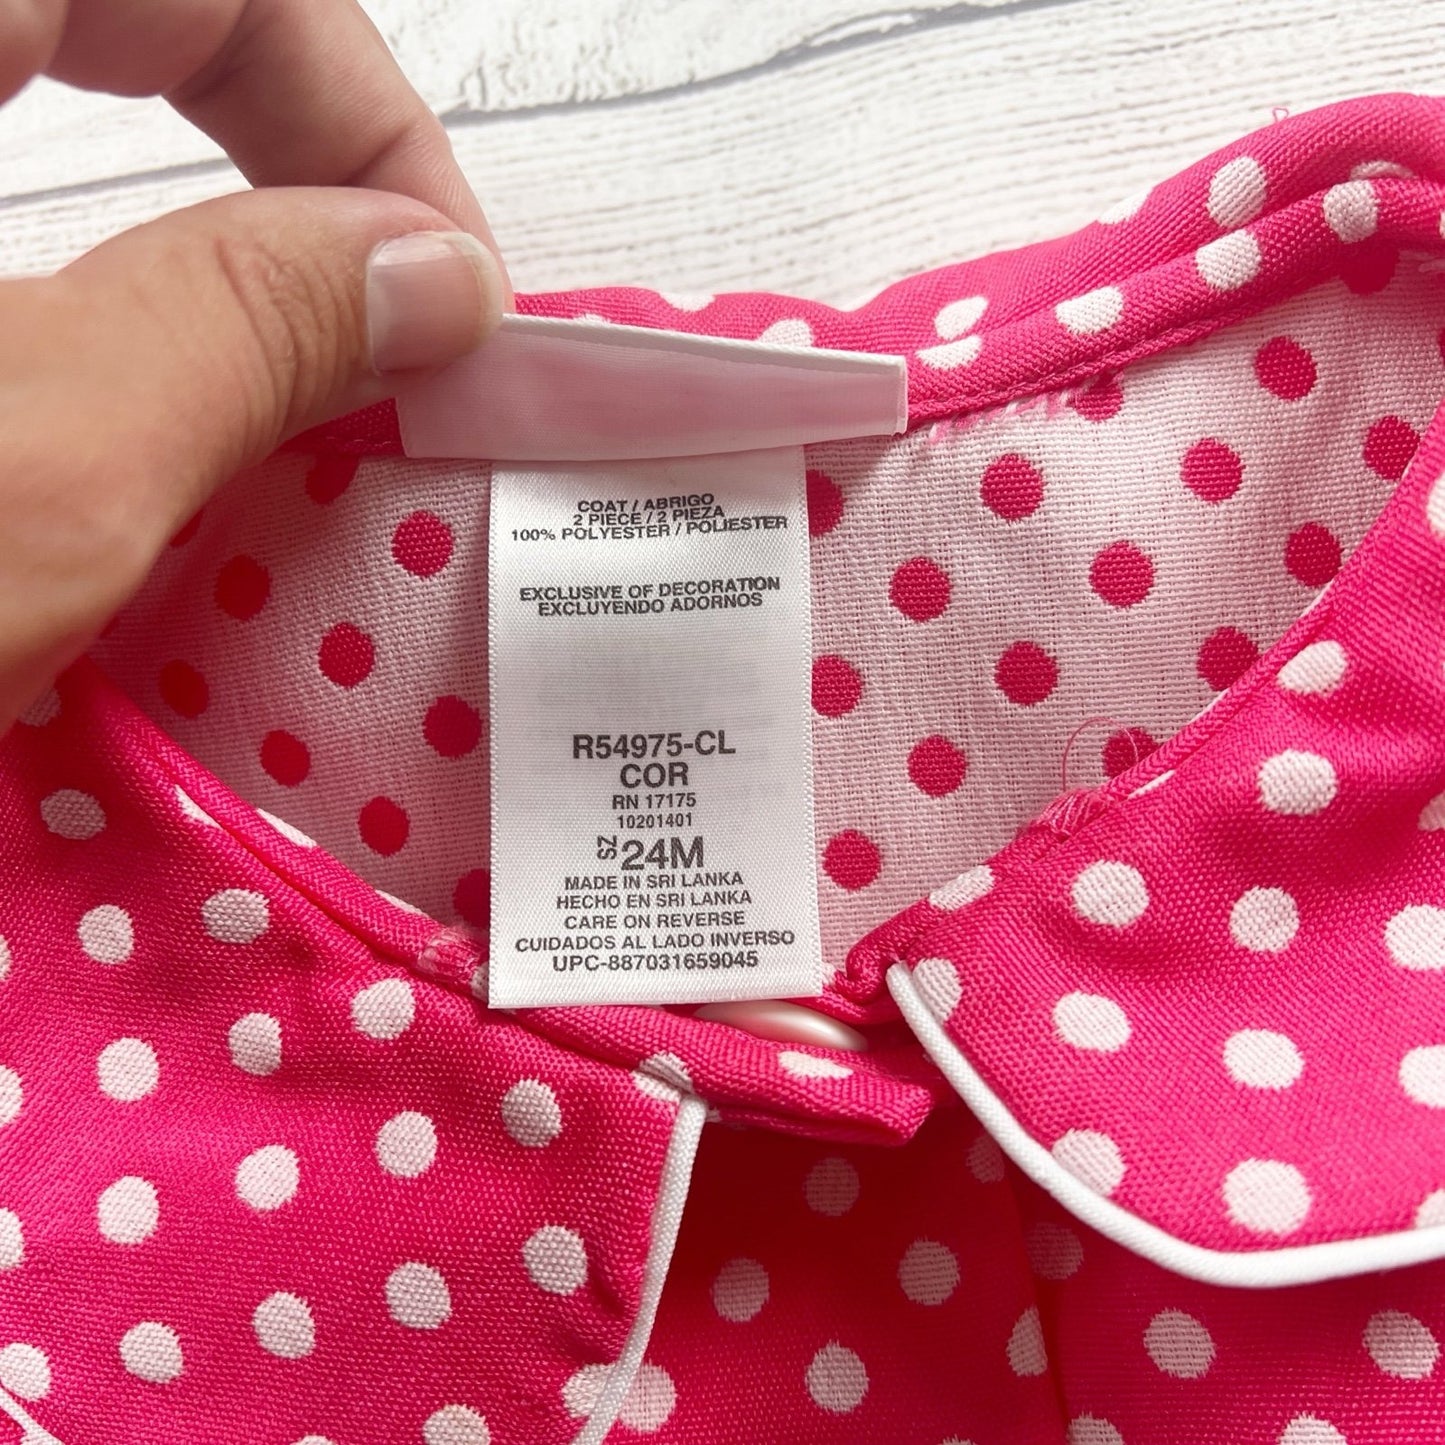 COAT / ABRIGO
2 PIECE / 2 PIEZA
100% POLYESTER / POLIESTER
EXCLUSIVE OF DECORATION
EXCLUYENDO ADORNOS
R54975-CL
COR
RN 17175
10201401
SZ 24M
MADE IN SRI LANKA
HECHO EN SRI LANKA
CARE ON REVERSE
CUIDADOS AL LADO INVERSO
UPC-887031659045